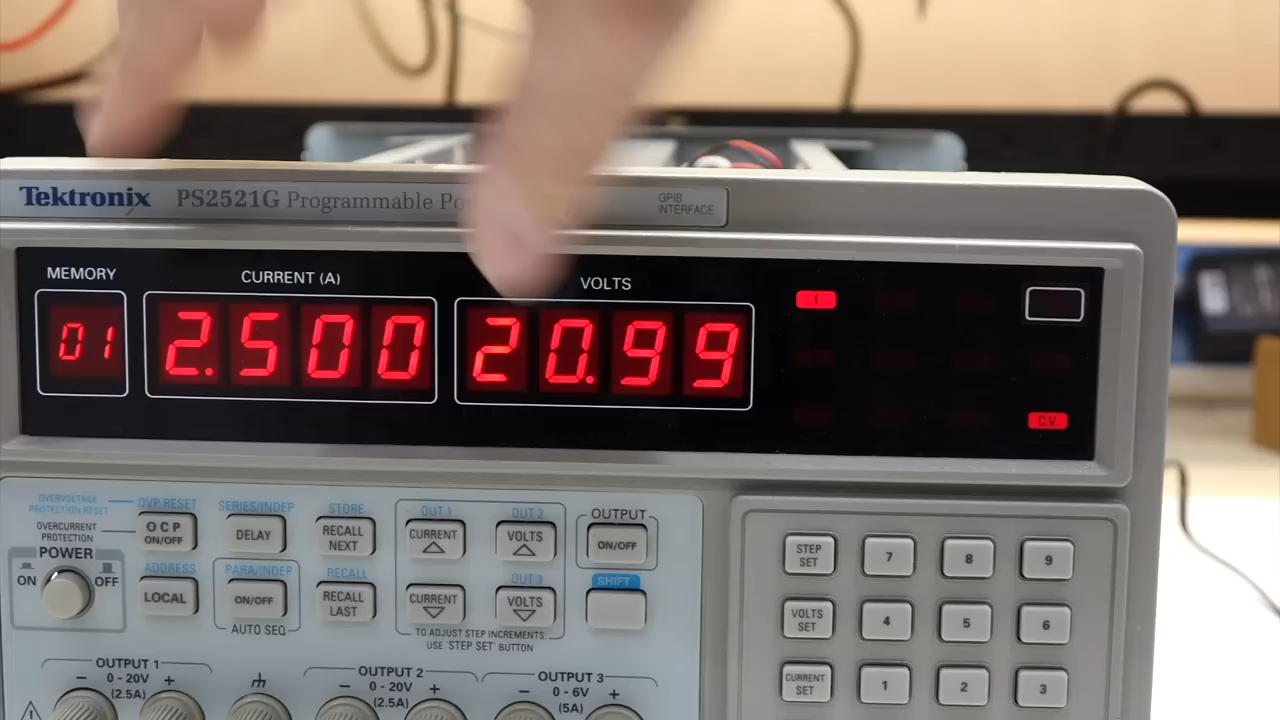 Tektronix PS2521G Programmable
GPIB
INTERFACE
MEMORY
CURRENT (A)
VOLTS
01
2.500
20.99
1
C.V
OVERVOLTAGE
PROTECTION RESET
OVP RESET
SERIES/INDEP
STORE
OUT 1
OUT 2
OUTPUT
OVERCURRENT
PROTECTION
OCP
ON/OFF
DELAY
RECALL
NEXT
CURRENT
VOLTS
ON/OFF
POWER
ON
OFF
ADDRESS
PARA/INDEP
RECALL
OUT 3
SHIFT
LOCAL
ON/OFF
RECALL
LAST
CURRENT
VOLTS
AUTO SEQ
TO ADJUST STEP INCREMENTS
USE 'STEP SET' BUTTON
STEP
SET
7
8
9
VOLTS
SET
4
5
6
CURRENT
SET
1
2
3
OUTPUT 1
0-20V
(2.5A)
- +
OUTPUT 2
0-20V
(2.5A)
- +
OUTPUT 3
0-6V
(5A)
- +